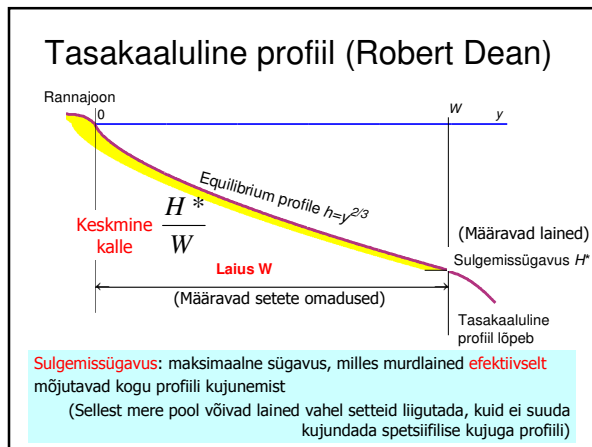 Tasakaaluline profiil (Robert Dean)
Rannajoon
0
W
y
Equilibrium profile h=y^{2/3}
Keskmine
kalle
H*
W
(Määravad lained)
Sulgemissügavus H*
Laius W
(Määravad setete omadused)
Tasakaaluline
profiil lõpeb
Sulgemissügavus: maksimaalne sügavus, milles murdlained efektiivselt
mõjutavad kogu profiili kujunemist
(Sellest mere pool võivad lained vahel setteid liigutada, kuid ei suuda
kujundada spetsiifilise kujuga profiili)